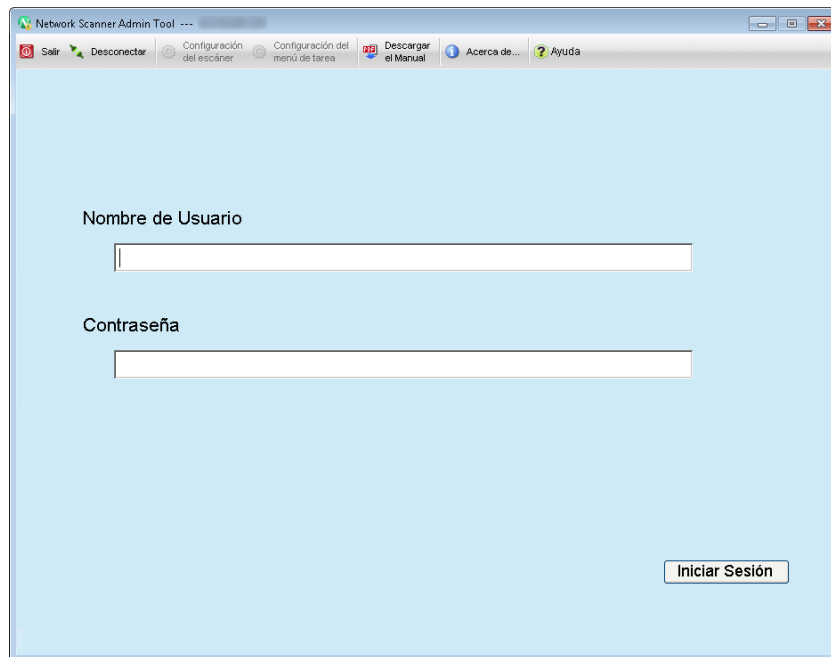 Network Scanner Admin Tool ---
Salir Desconectar Configuración del escáner Configuración del menú de tarea Descargar el Manual Acerca de... Ayuda
Nombre de Usuario
Contraseña
Iniciar Sesión